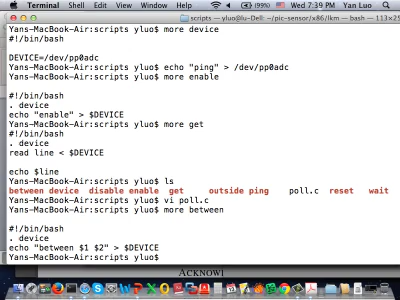 Terminal Shell Edit View Window Help (99%) Wed 7:39 PM Yan Luo
scripts — yluo@lu-Dell: ~/pic-sensor/x86/lkm — bash — 113×25
Yans-MacBook-Air:scripts yluo$ more device
#!/bin/bash
DEVICE=/dev/pp0adc
Yans-MacBook-Air:scripts yluo$ echo "ping" > /dev/pp0adc
Yans-MacBook-Air:scripts yluo$ more enable
#!/bin/bash
. device
echo "enable" > $DEVICE
Yans-MacBook-Air:scripts yluo$ more get
#!/bin/bash
. device
read line < $DEVICE
echo $line
Yans-MacBook-Air:scripts yluo$ ls
between device disable enable get outside ping poll.c reset wait
Yans-MacBook-Air:scripts yluo$ vi poll.c
Yans-MacBook-Air:scripts yluo$ more between
#!/bin/bash
. device
echo "between $1 $2" > $DEVICE
Yans-MacBook-Air:scripts yluo$